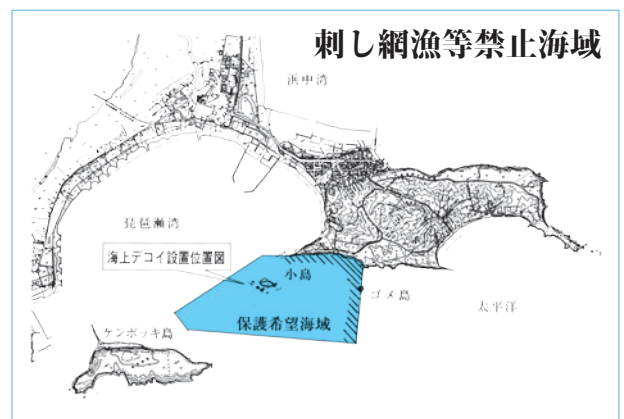 刺し網漁等禁止海域
浜中湾
琵琶瀬湾
海上デコイ設置位置図
小島
ゴメ島
太平洋
保護希望海域
ケンボッキ島